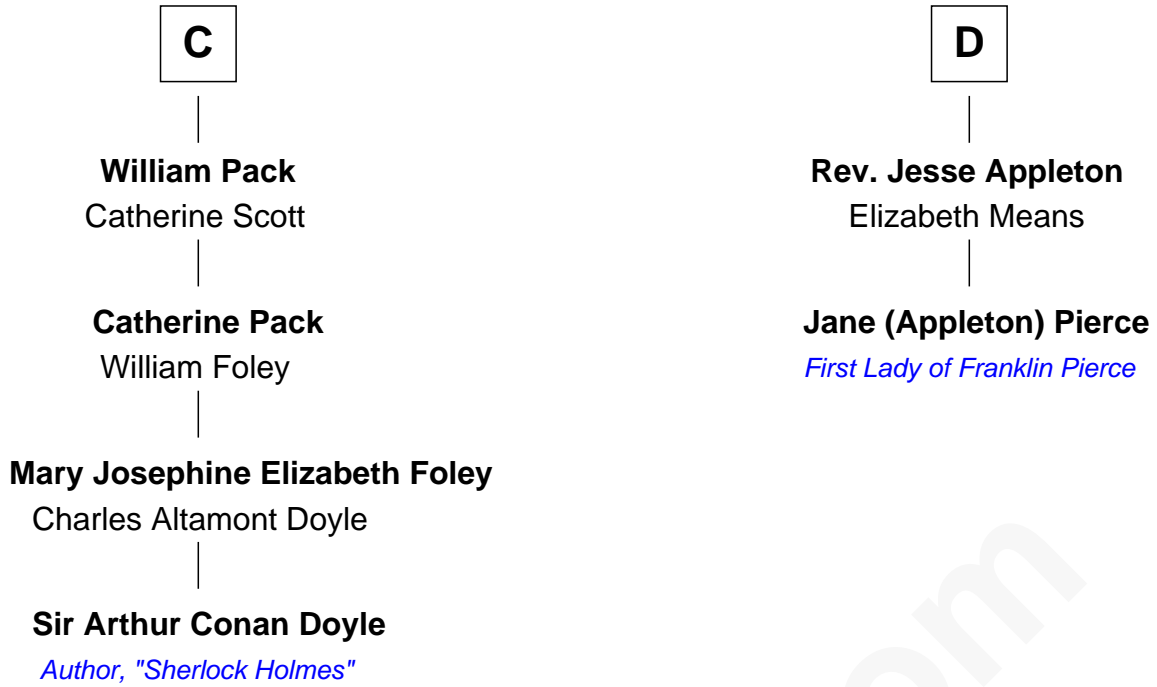 C
William Pack
Catherine Scott
Catherine Pack
William Foley
Mary Josephine Elizabeth Foley
Charles Altamont Doyle
Sir Arthur Conan Doyle
Author, "Sherlock Holmes"
D
Rev. Jesse Appleton
Elizabeth Means
Jane (Appleton) Pierce
First Lady of Franklin Pierce
om